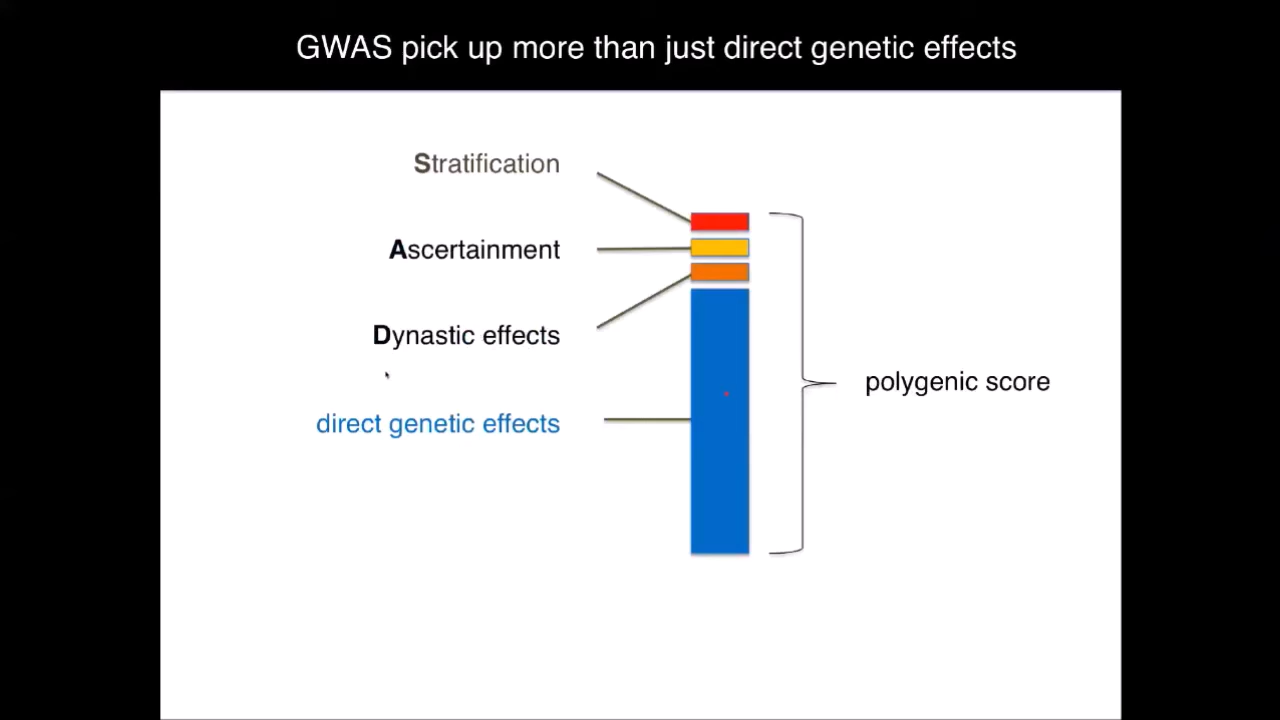 GWAS pick up more than just direct genetic effects
Stratification
Ascertainment
Dynastic effects
direct genetic effects
polygenic score